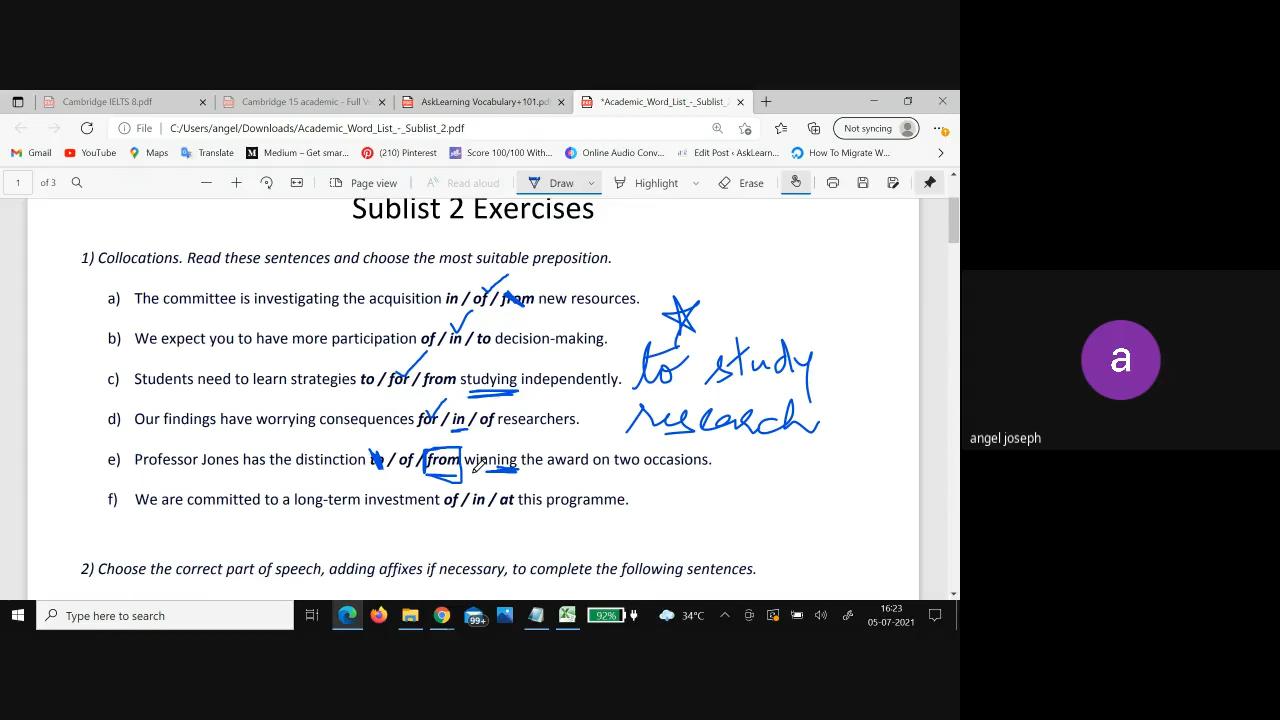 Cambridge IELTS 8.pdf
Cambridge 15 academic - Full V
AskLearning Vocabulary+101.pdf
*Academic_Word_List_-_Sublist_2
Not syncing
File
C:/Users/angel/Downloads/Academic_Word_List_-_Sublist_2.pdf
Gmail
YouTube
Maps
Translate
Medium – Get smar...
(210) Pinterest
Score 100/100 With...
Online Audio Conv...
Edit Post ‹ AskLearn...
How To Migrate W...
1 of 3
Page view
Read aloud
Draw
Highlight
Erase
Sublist 2 Exercises
1) Collocations. Read these sentences and choose the most suitable preposition.
a) The committee is investigating the acquisition in / of / from new resources.
b) We expect you to have more participation of / in / to decision-making.
c) Students need to learn strategies to / for / from studying independently.
to study
d) Our findings have worrying consequences for / in / of researchers.
research
e) Professor Jones has the distinction to / of / from winning the award on two occasions.
f) We are committed to a long-term investment of / in / at this programme.
2) Choose the correct part of speech, adding affixes if necessary, to complete the following sentences.
a
angel joseph
Type here to search
99+
92%
34°C
16:23
05-07-2021